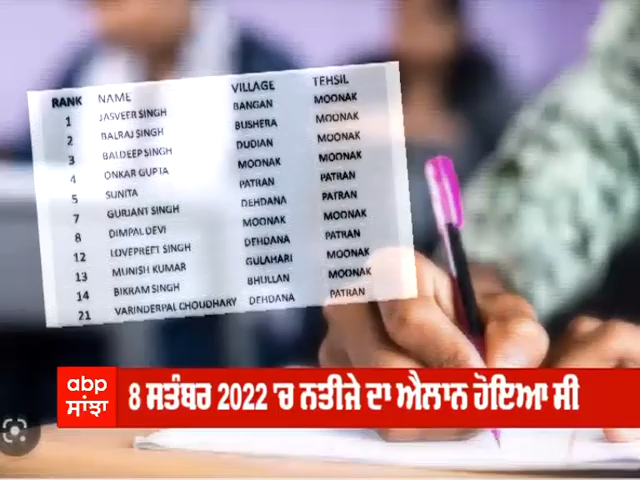 RANK NAME VILLAGE TEHSIL
1 JASVEER SINGH BANGAN MOONAK
2 BALRAJ SINGH BUSHERA MOONAK
3 BALDEEP SINGH DUDIAN MOONAK
4 ONKAR GUPTA MOONAK MOONAK
5 SUNITA PATRAN PATRAN
7 GURJANT SINGH DEHDANA PATRAN
8 DIMPAL DEVI MOONAK MOONAK
12 LOVEPREET SINGH DEHDANA PATRAN
13 MUNISH KUMAR GULAHARI MOONAK
14 BIKRAM SINGH BHULLAN MOONAK
21 VARINDERPAL CHOUDHARY DEHDANA PATRAN
abp
ਸਾਂਝਾ
8 ਸਤੰਬਰ 2022 'ਚ ਨਤੀਜੇ ਦਾ ਐਲਾਨ ਹੋਇਆ ਸੀ